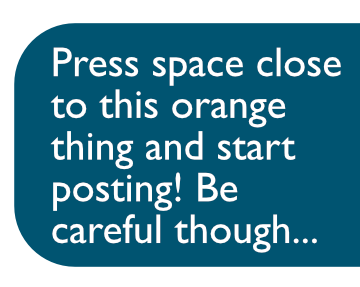 Press space close
to this orange
thing and start
posting! Be
careful though...